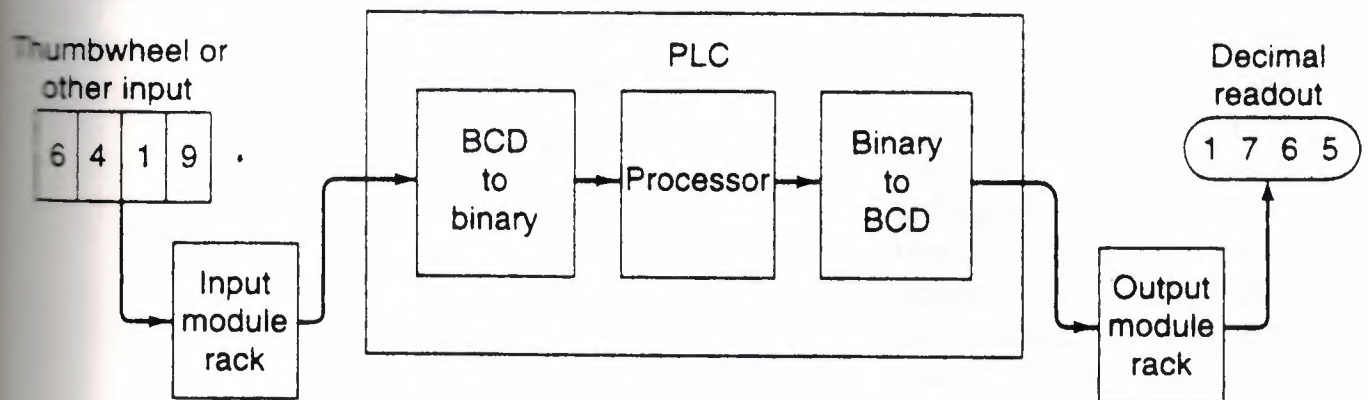 Thumbwheel or
other input
6 4 1 9
Input
module
rack
PLC
BCD
to
binary
Processor
Binary
to
BCD
Output
module
rack
Decimal
readout
1 7 6 5